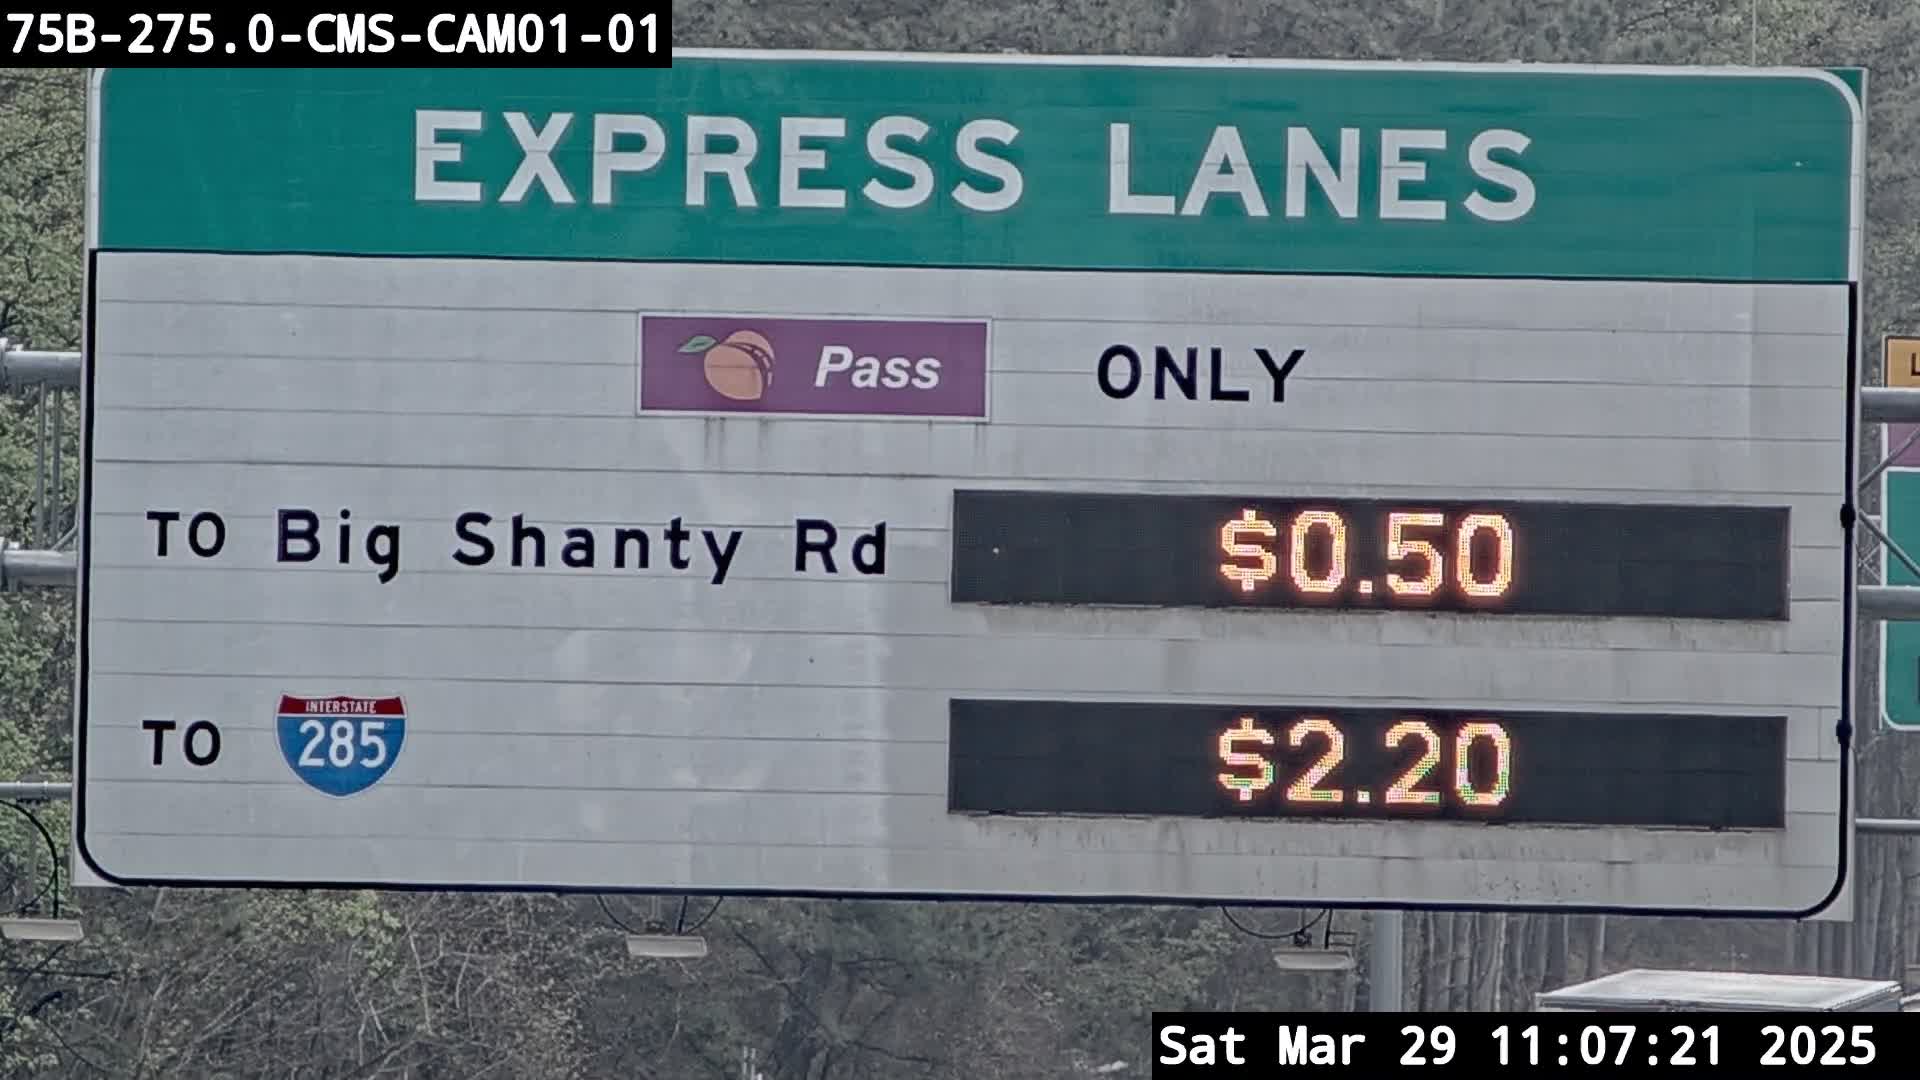 75B-275.0-CMS-CAM01-01
EXPRESS LANES
Pass ONLY
TO Big Shanty Rd $0.50
INTERSTATE
TO 285 $2.20
Sat Mar 29 11:07:21 2025